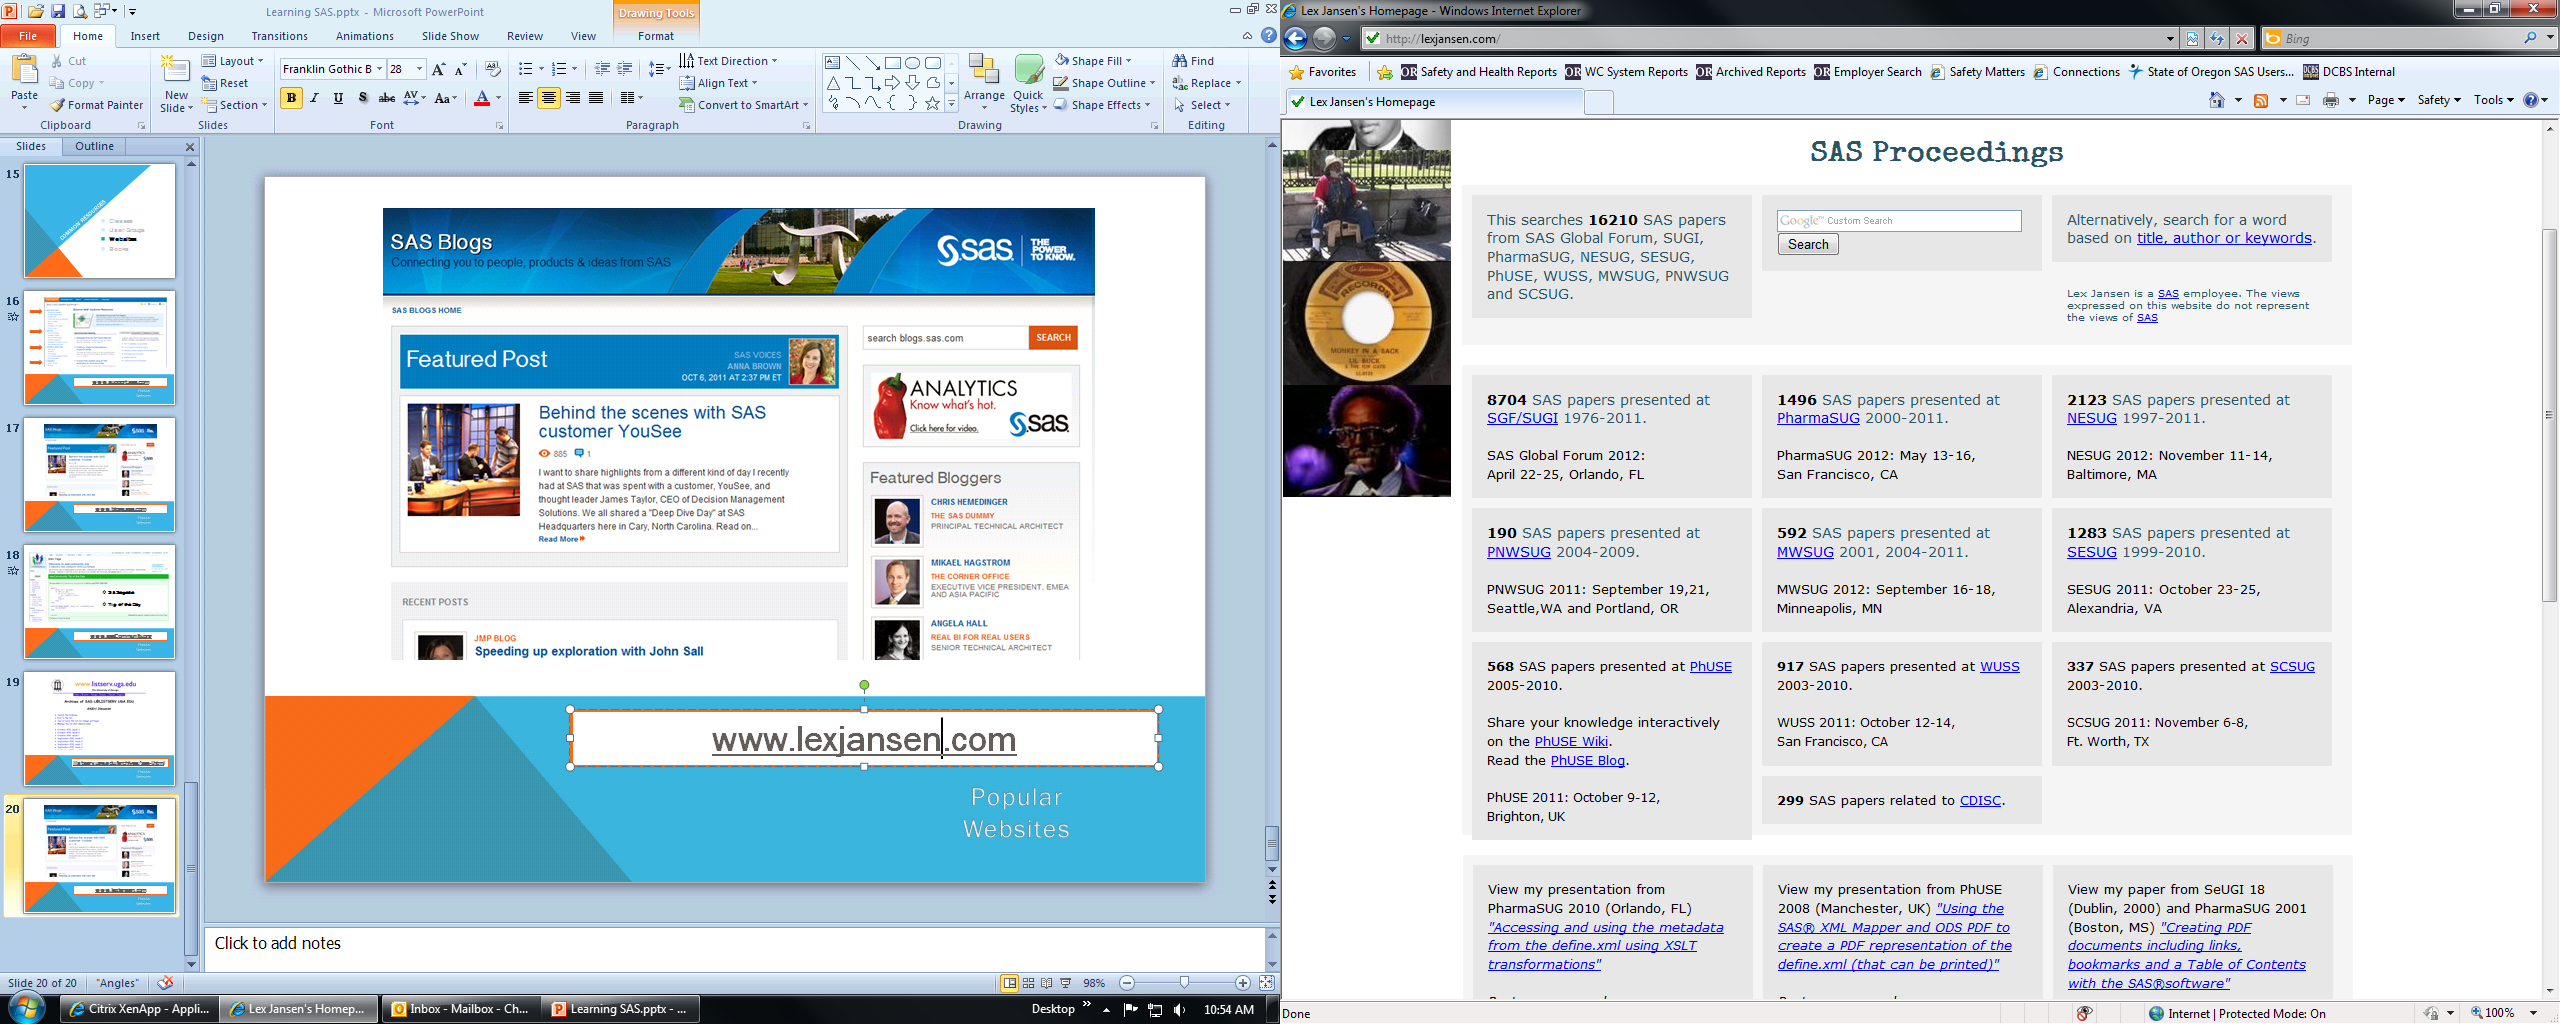 Learning SAS.pptx - Microsoft PowerPoint
Drawing Tools
File Home Insert Design Transitions Animations Slide Show Review View Format
Paste
Cut
Copy
Format Painter
Clipboard
New Slide
Layout
Reset
Section
Slides
Franklin Gothic B 28
B I U S abc AV Aa A
Font
Text Direction
Align Text
Convert to SmartArt
Paragraph
Arrange
Quick Styles
Shape Fill
Shape Outline
Shape Effects
Drawing
Find
Replace
Select
Editing
Slides Outline
15
16
17
18
19
20
SAS Blogs
Connecting you to people, products & ideas from SAS
sas. THE POWER TO KNOW.
SAS BLOGS HOME
Featured Post
SAS VOICES
ANNA BROWN
OCT 6, 2011 AT 2:37 PM ET
Behind the scenes with SAS
customer YouSee
885 1
I want to share highlights from a different kind of day I recently
had at SAS that was spent with a customer, YouSee, and
thought leader James Taylor, CEO of Decision Management
Solutions. We all shared a "Deep Dive Day" at SAS
Headquarters here in Cary, North Carolina. Read on...
Read More
RECENT POSTS
JMP BLOG
Speeding up exploration with John Sall
search blogs.sas.com SEARCH
ANALYTICS
Know what's hot.
Click here for video.
sas.
Featured Bloggers
CHRIS HEMEDINGER
THE SAS DUMMY
PRINCIPAL TECHNICAL ARCHITECT
MIKAEL HAGSTROM
THE CORNER OFFICE
EXECUTIVE VICE PRESIDENT, EMEA
AND ASIA PACIFIC
ANGELA HALL
REAL BI FOR REAL USERS
SENIOR TECHNICAL ARCHITECT
www.lexjansen.com
Popular
Websites
Click to add notes
Slide 20 of 20 "Angles" 98%
Citrix XenApp - Appli...
Lex Jansen's Homep...
Inbox - Mailbox - Ch...
Learning SAS.pptx - ...
Desktop 10:54 AM
Lex Jansen's Homepage - Windows Internet Explorer
http://lexjansen.com/
Bing
Favorites
OR Safety and Health Reports
OR WC System Reports
OR Archived Reports
OR Employer Search
Safety Matters
Connections
State of Oregon SAS Users...
DCBS Internal
Lex Jansen's Homepage
Page Safety Tools
RECORDS
MONKEY IN A SACK
LIL BUCK
SAS Proceedings
This searches 16210 SAS papers
from SAS Global Forum, SUGI,
PharmaSUG, NESUG, SESUG,
PhUSE, WUSS, MWSUG, PNWSUG
and SCSUG.
Google™ Custom Search
Search
Alternatively, search for a word
based on title, author or keywords.
Lex Jansen is a SAS employee. The views
expressed on this website do not represent
the views of SAS
8704 SAS papers presented at
SGF/SUGI 1976-2011.
SAS Global Forum 2012:
April 22-25, Orlando, FL
1496 SAS papers presented at
PharmaSUG 2000-2011.
PharmaSUG 2012: May 13-16,
San Francisco, CA
2123 SAS papers presented at
NESUG 1997-2011.
NESUG 2012: November 11-14,
Baltimore, MA
190 SAS papers presented at
PNWSUG 2004-2009.
PNWSUG 2011: September 19,21,
Seattle,WA and Portland, OR
592 SAS papers presented at
MWSUG 2001, 2004-2011.
MWSUG 2012: September 16-18,
Minneapolis, MN
1283 SAS papers presented at
SESUG 1999-2010.
SESUG 2011: October 23-25,
Alexandria, VA
568 SAS papers presented at PhUSE
2005-2010.
Share your knowledge interactively
on the PhUSE Wiki.
Read the PhUSE Blog.
PhUSE 2011: October 9-12,
Brighton, UK
917 SAS papers presented at WUSS
2003-2010.
WUSS 2011: October 12-14,
San Francisco, CA
337 SAS papers presented at SCSUG
2003-2010.
SCSUG 2011: November 6-8,
Ft. Worth, TX
299 SAS papers related to CDISC.
View my presentation from
PharmaSUG 2010 (Orlando, FL)
"Accessing and using the metadata
from the define.xml using XSLT
transformations"
View my presentation from PhUSE
2008 (Manchester, UK) "Using the
SAS® XML Mapper and ODS PDF to
create a PDF representation of the
define.xml (that can be printed)"
View my paper from SeUGI 18
(Dublin, 2000) and PharmaSUG 2001
(Boston, MS) "Creating PDF
documents including links,
bookmarks and a Table of Contents
with the SAS®software"
Done
Internet | Protected Mode: On
100%